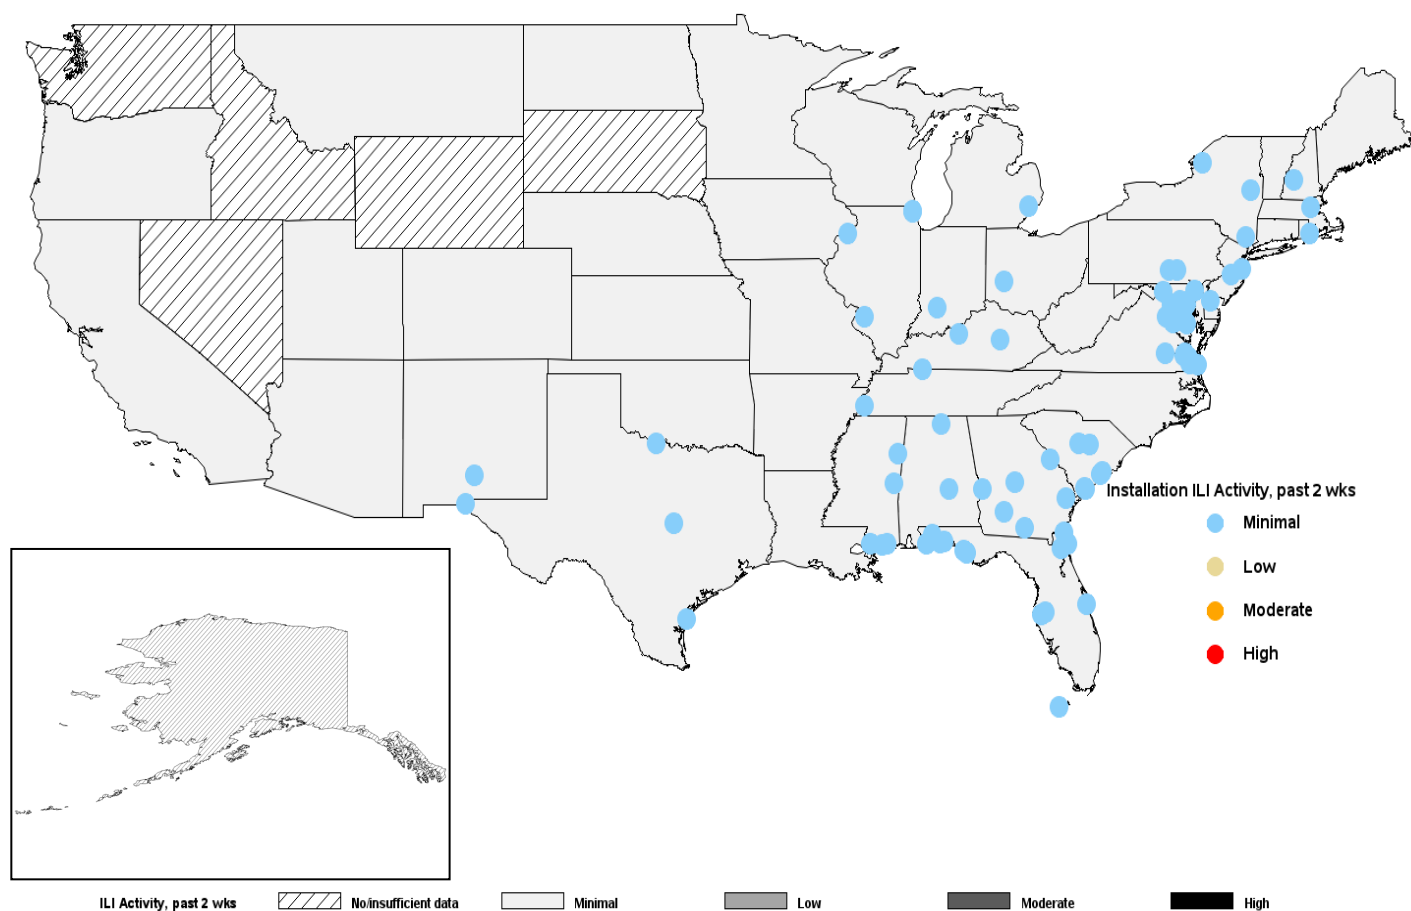 Installation ILI Activity, past 2 wks
Minimal
Low
Moderate
High
ILI Activity, past 2 wks No/insufficient data Minimal Low Moderate High